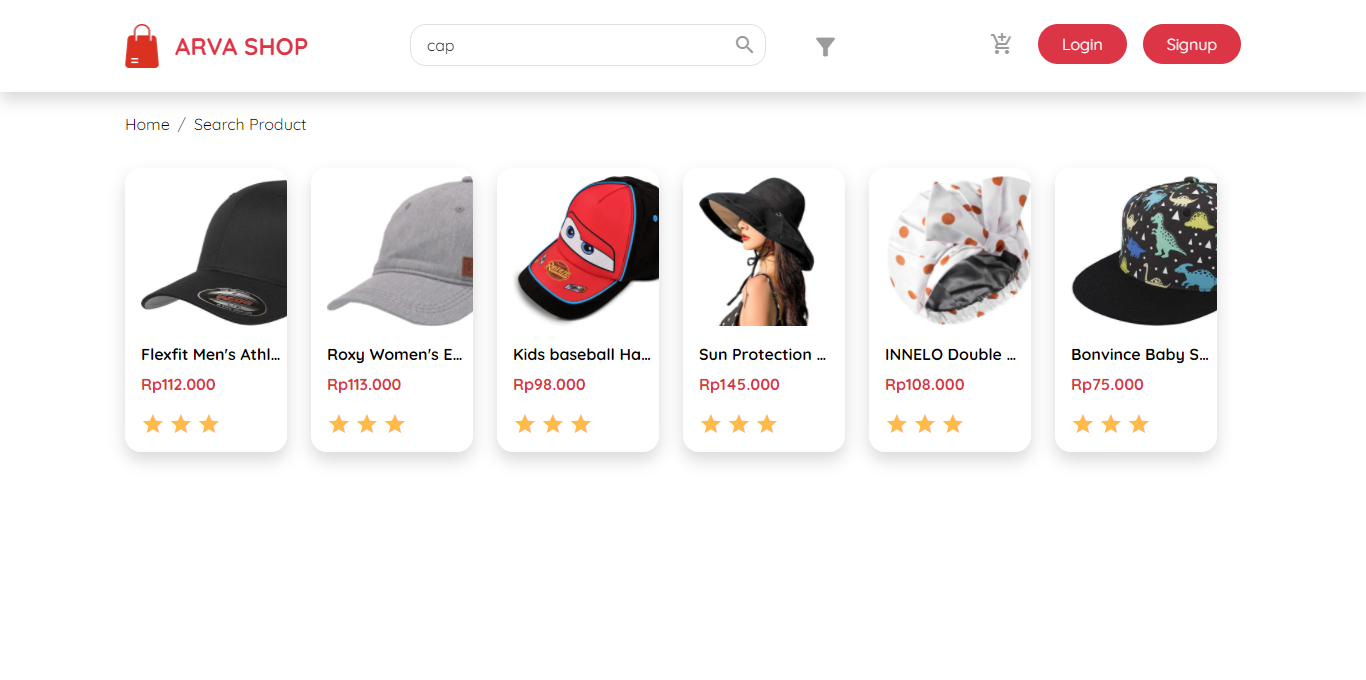 ARVA SHOP
cap
Login
Signup
Home / Search Product
Flexfit Men's Athl...
Rp112.000
Roxy Women's E...
Rp113.000
Kids baseball Ha...
Rp98.000
Sun Protection ...
Rp145.000
INNELO Double ...
Rp108.000
Bonvince Baby S...
Rp75.000